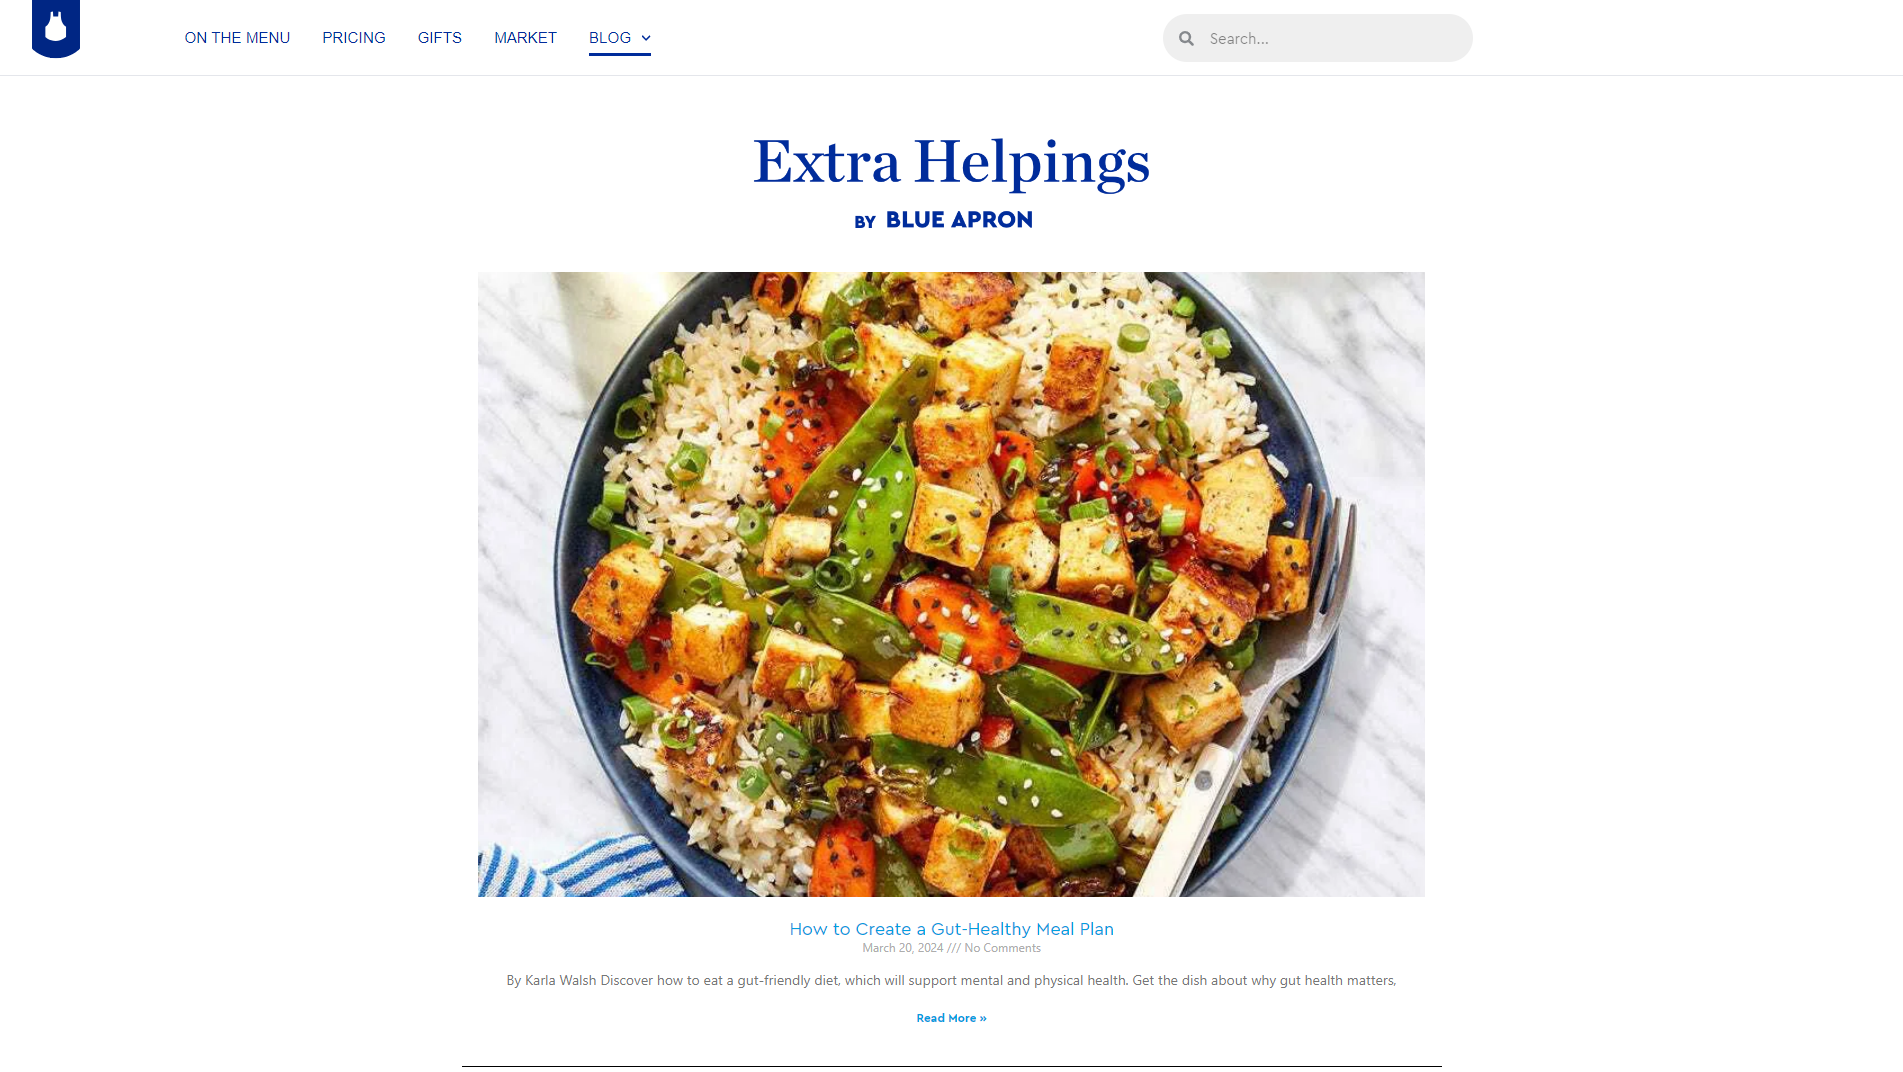 ON THE MENU PRICING GIFTS MARKET BLOG Search...
Extra Helpings
BY BLUE APRON
How to Create a Gut-Healthy Meal Plan
March 20, 2024 /// No Comments
By Karla Walsh Discover how to eat a gut-friendly diet, which will support mental and physical health. Get the dish about why gut health matters,
Read More »